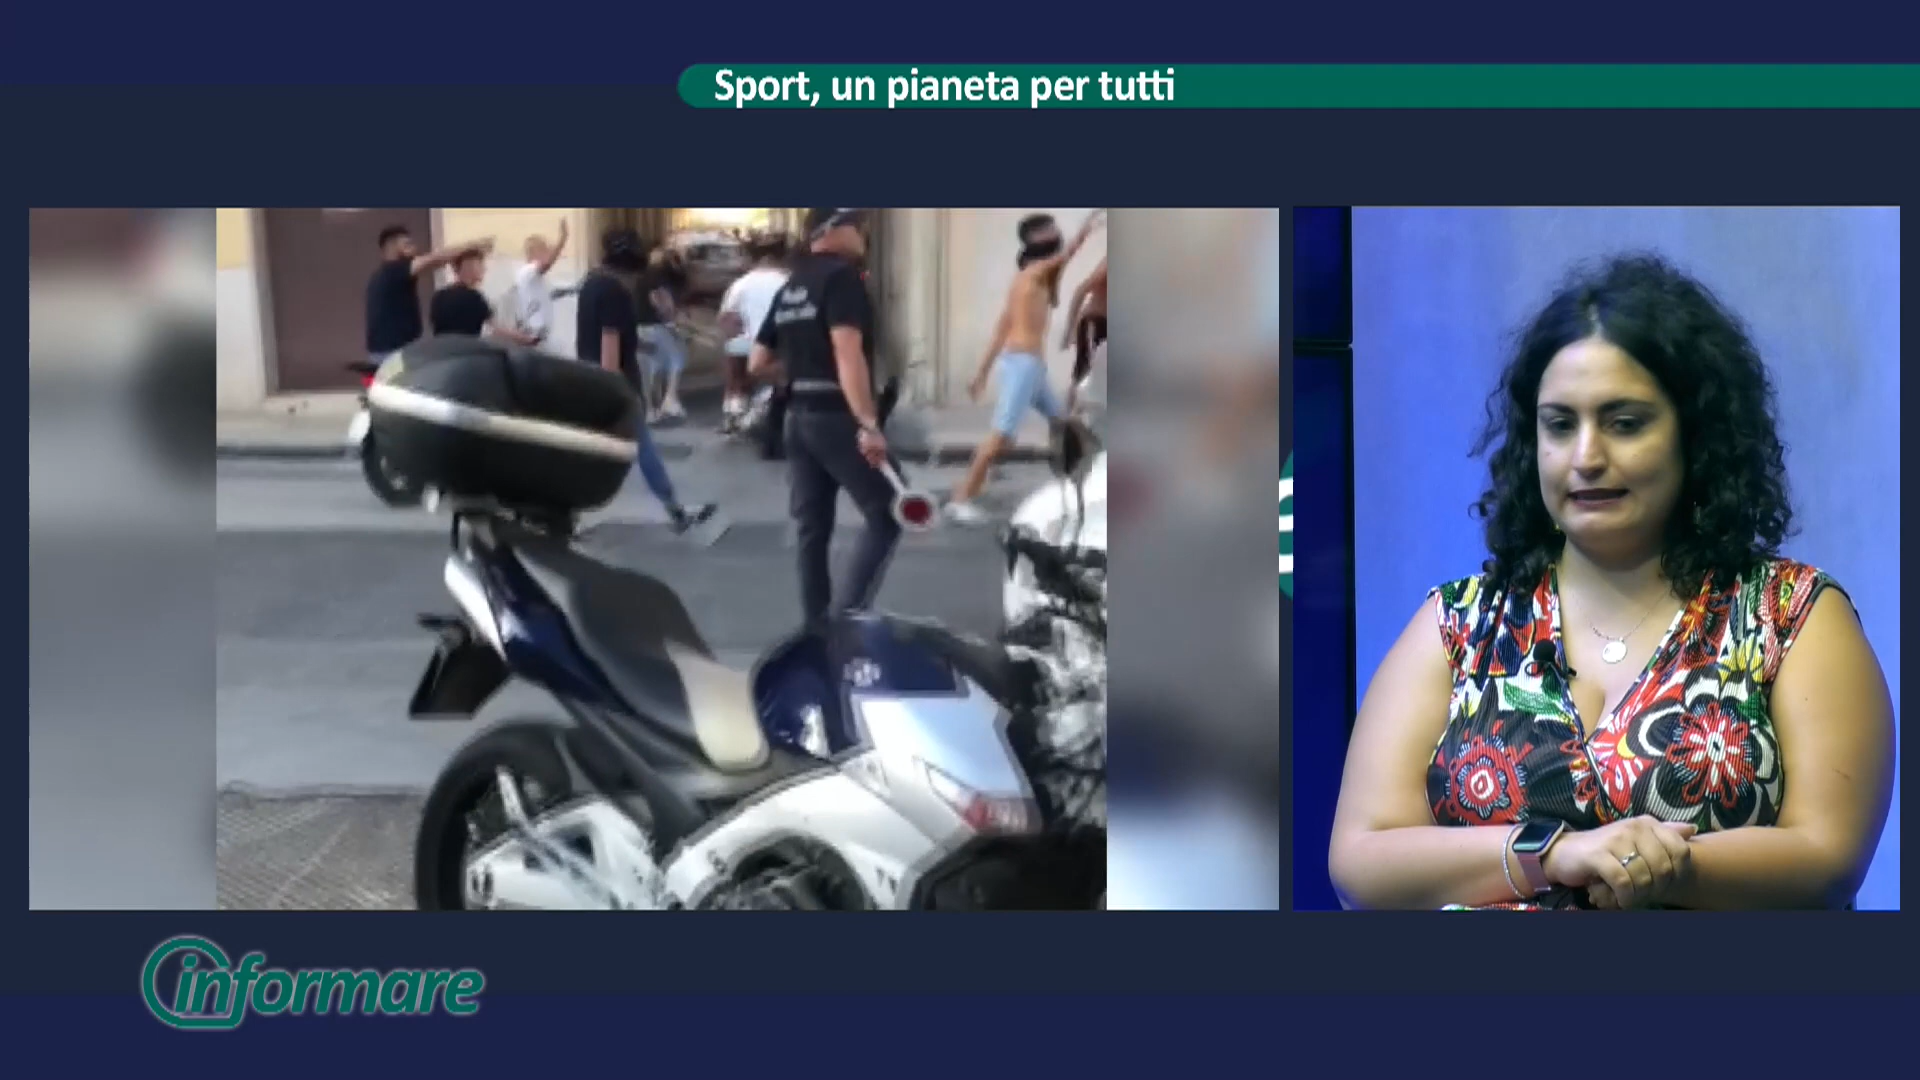 Sport, un pianeta per tutti
informare